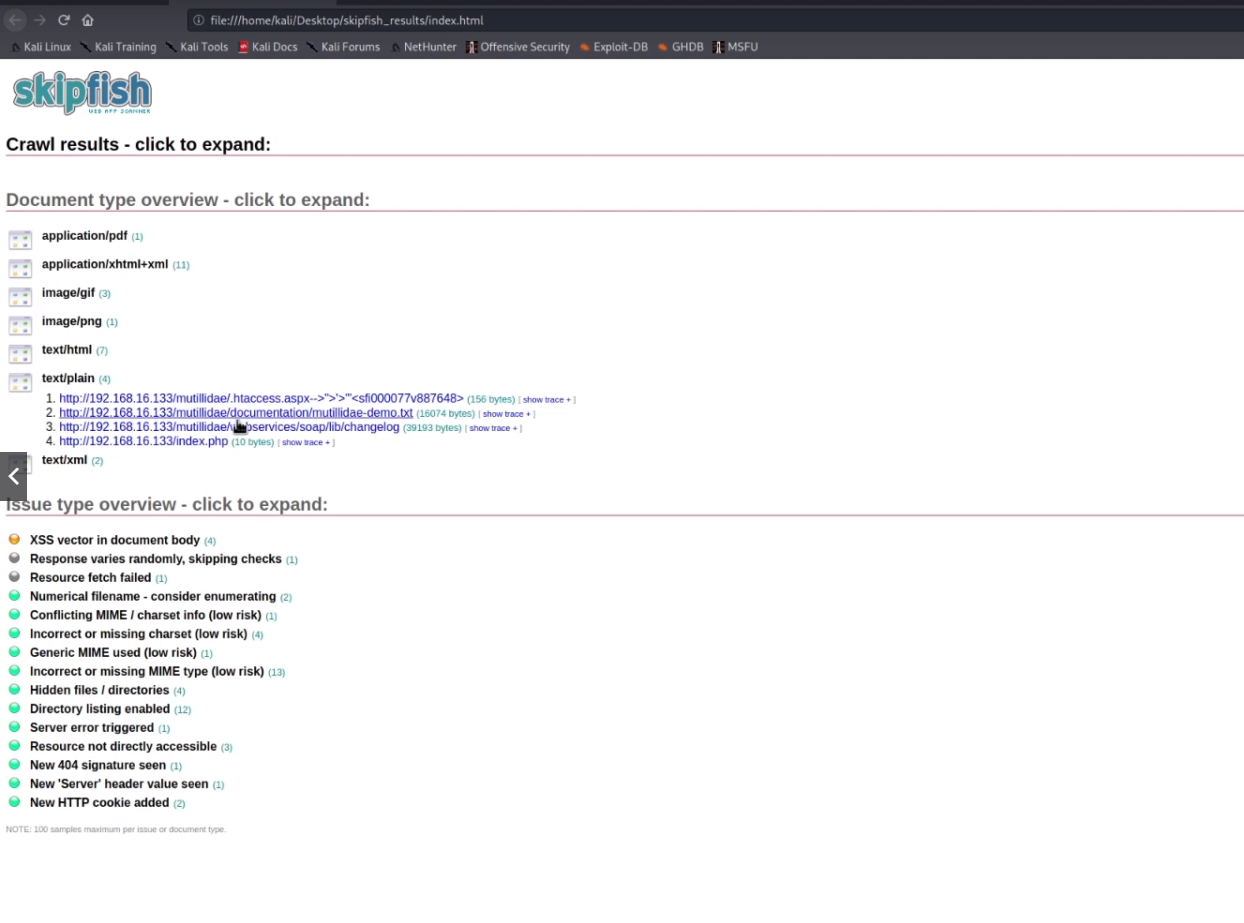 file:///home/kali/Desktop/skipfish_results/index.html
Kali Linux Kali Training Kali Tools Kali Docs Kali Forums NetHunter Offensive Security Exploit-DB GHDB MSFU
skipfish
WEB APP SCANNER
Crawl results - click to expand:
Document type overview - click to expand:
application/pdf (1)
application/xhtml+xml (11)
image/gif (3)
image/png (1)
text/html (7)
text/plain (4)
1. http://192.168.16.133/mutillidae/.htaccess.aspx-->">'>'"<sfi000077v887648> (156 bytes) [ show trace + ]
2. http://192.168.16.133/mutillidae/documentation/mutillidae-demo.txt (16074 bytes) [ show trace + ]
3. http://192.168.16.133/mutillidae/webservices/soap/lib/changelog (39193 bytes) [ show trace + ]
4. http://192.168.16.133/index.php (10 bytes) [ show trace + ]
text/xml (2)
Issue type overview - click to expand:
XSS vector in document body (4)
Response varies randomly, skipping checks (1)
Resource fetch failed (1)
Numerical filename - consider enumerating (2)
Conflicting MIME / charset info (low risk) (1)
Incorrect or missing charset (low risk) (4)
Generic MIME used (low risk) (1)
Incorrect or missing MIME type (low risk) (13)
Hidden files / directories (4)
Directory listing enabled (12)
Server error triggered (1)
Resource not directly accessible (3)
New 404 signature seen (1)
New 'Server' header value seen (1)
New HTTP cookie added (2)
NOTE: 100 samples maximum per issue or document type.